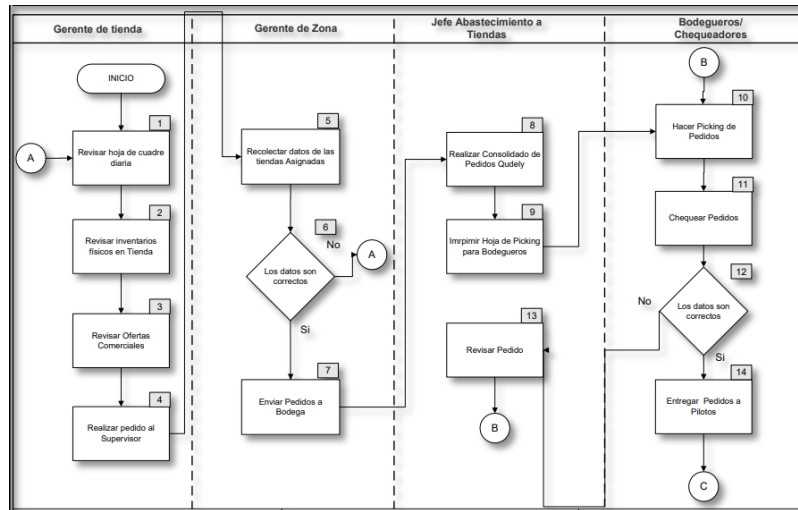 Gerente de tienda
Gerente de Zona
Jefe Abastecimiento a
Tiendas
Bodegueros/
Chequeadores
INICIO
1
Revisar hoja de cuadre
diaria
A
2
Revisar inventarios
físicos en Tienda
3
Revisar Ofertas
Comerciales
4
Realizar pedido al
Supervisor
5
Recolectar datos de las
tiendas Asignadas
6
No
Los datos son
correctos
A
Si
7
Enviar Pedidos a
Bodega
8
Realizar Consolidado de
Pedidos Qudely
9
Imrpimir Hoja de Picking
para Bodegueros
13
Revisar Pedido
B
B
10
Hacer Picking de
Pedidos
11
Chequear Pedidos
12
No
Los datos son
correctos
Si
14
Entregar Pedidos a
Pilotos
C